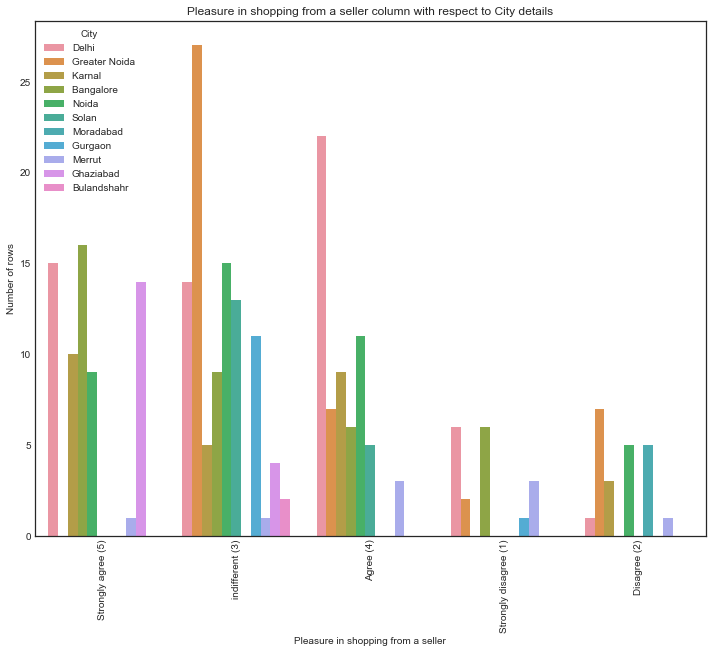 Pleasure in shopping from a seller column with respect to City details
City
Delhi
Greater Noida
Karnal
Bangalore
Noida
Solan
Moradabad
Gurgaon
Merrut
Ghaziabad
Bulandshahr
25
20
15
10
5
0
Number of rows
Strongly agree (5)
indifferent (3)
Agree (4)
Strongly disagree (1)
Disagree (2)
Pleasure in shopping from a seller